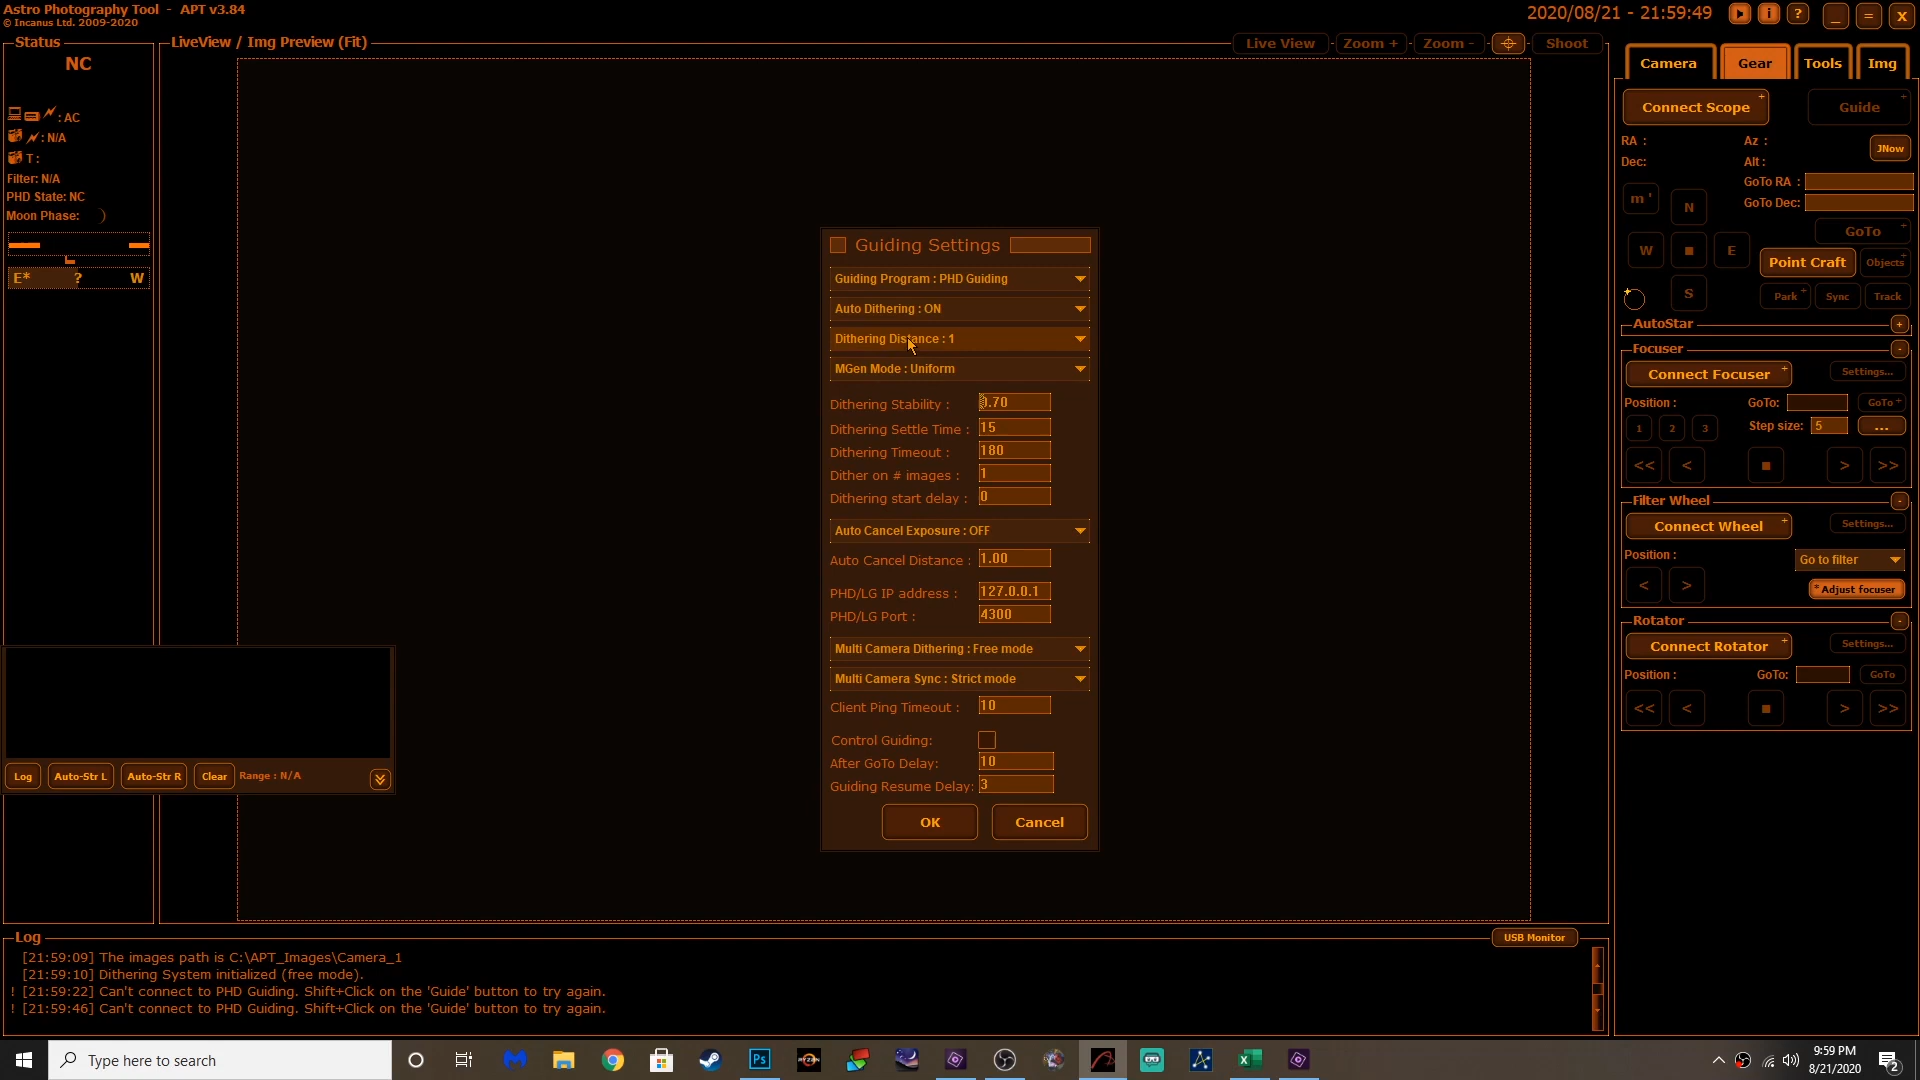 Astro Photography Tool - APT v3.84
© Incanus Ltd. 2009-2020
2020/08/21 - 21:59:49
i
?
_
=
X
Status
NC
: AC
: N/A
T :
Filter: N/A
PHD State: NC
Moon Phase:
E* ? W
LiveView / Img Preview (Fit)
Live View
Zoom +
Zoom -
Shoot
Camera
Gear
Tools
Img
Connect Scope +
Guide +
RA :
Az :
JNow
Dec:
Alt :
GoTo RA :
GoTo Dec:
m '
N
GoTo +
W
E
Point Craft
Objects +
S
Park +
Sync
Track
AutoStar
+
Focuser
-
Connect Focuser +
Settings...
Position :
GoTo:
GoTo +
1
2
3
Step size: 5
...
<<
<
>
>>
Filter Wheel
-
Connect Wheel +
Settings...
Position :
Go to filter
<
>
* Adjust focuser
Rotator
-
Connect Rotator +
Settings...
Position :
GoTo:
GoTo
<<
<
>
>>
Guiding Settings
Guiding Program : PHD Guiding
Auto Dithering : ON
Dithering Distance : 1
MGen Mode : Uniform
Dithering Stability : 0.70
Dithering Settle Time : 15
Dithering Timeout : 180
Dither on # images : 1
Dithering start delay : 0
Auto Cancel Exposure : OFF
Auto Cancel Distance : 1.00
PHD/LG IP address : 127.0.0.1
PHD/LG Port : 4300
Multi Camera Dithering : Free mode
Multi Camera Sync : Strict mode
Client Ping Timeout : 10
Control Guiding:
After GoTo Delay: 10
Guiding Resume Delay: 3
OK
Cancel
Log
Auto-Str L
Auto-Str R
Clear
Range : N/A
Log
USB Monitor
[21:59:09] The images path is C:\APT_Images\Camera_1
[21:59:10] Dithering System initialized (free mode).
! [21:59:22] Can't connect to PHD Guiding. Shift+Click on the 'Guide' button to try again.
! [21:59:46] Can't connect to PHD Guiding. Shift+Click on the 'Guide' button to try again.
Type here to search
Ps
RYZEN
9:59 PM
8/21/2020
2